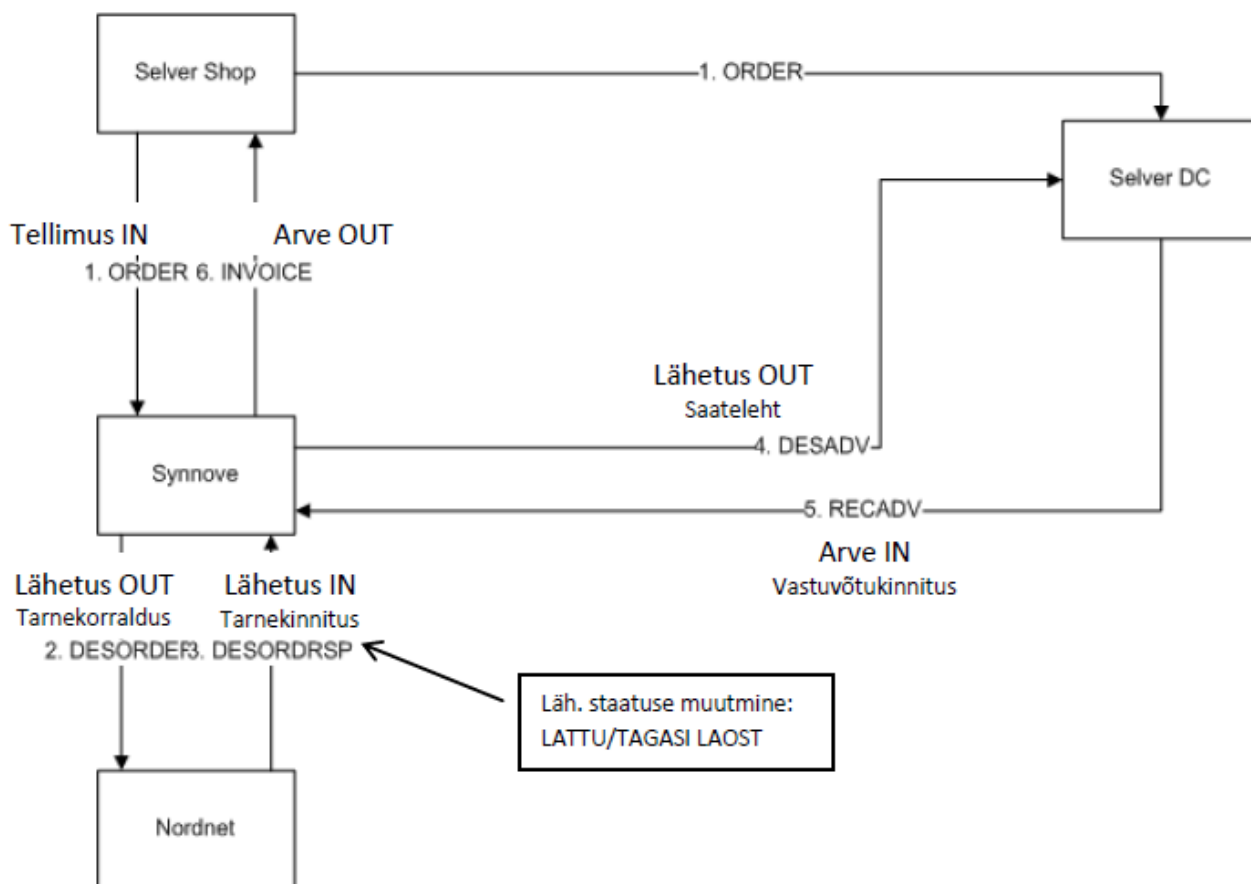 Selver Shop
1. ORDER
Selver DC
Tellimus IN
Arve OUT
1. ORDER
6. INVOICE
Lähetus OUT
Saateleht
4. DESADV
Synnove
5. RECADV
Arve IN
Vastuvõtukinnitus
Lähetus OUT
Tarnekorraldus
Lähetus IN
Tarnekinnitus
2. DESORDER
3. DESORDRSP
Läh. staatuse muutmine:
LATTU/TAGASI LAOST
Nordnet